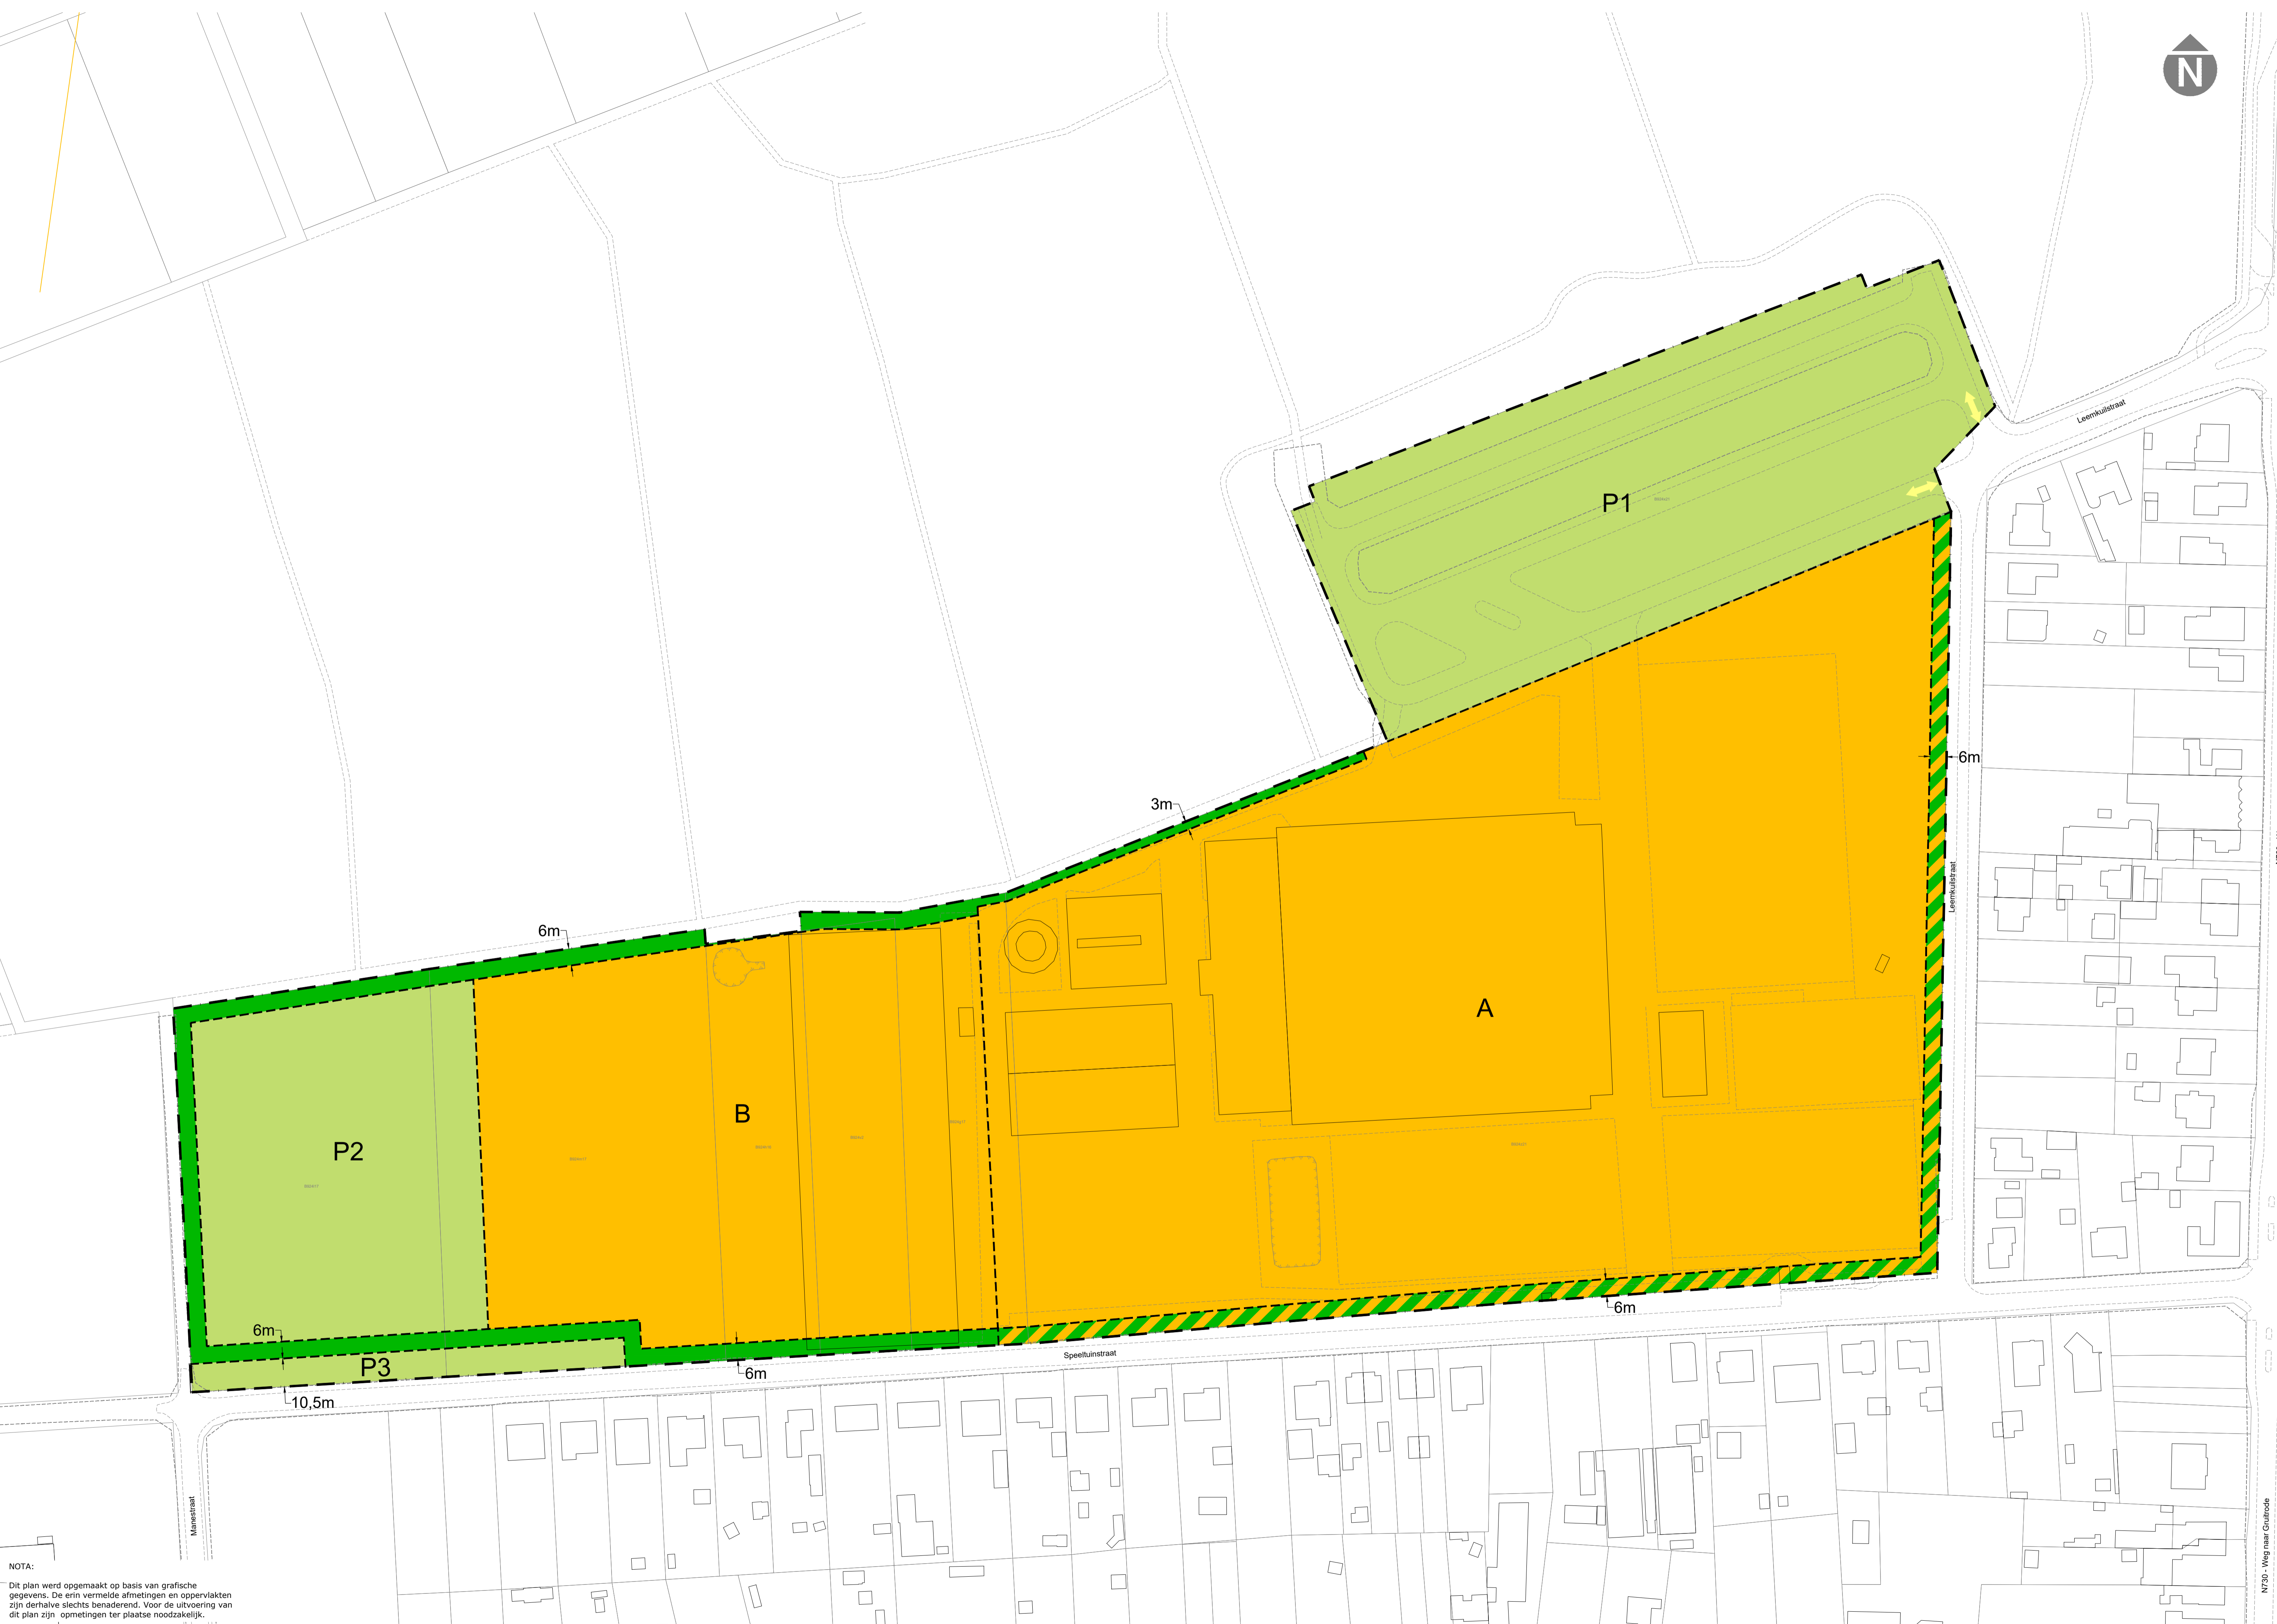 N
Leemkuilstraat
P1
6m
3m
Leemkuilstraat
6m
A
B
P2
6m
6m
Speeltuinstraat
P3
6m
10,5m
Manestraat
N730 - Weg naar Gruitrode
NOTA:
Dit plan werd opgemaakt op basis van grafische
gegevens. De erin vermelde afmetingen en oppervlakten
zijn derhalve slechts benaderend. Voor de uitvoering van
dit plan zijn opmetingen ter plaatse noodzakelijk.